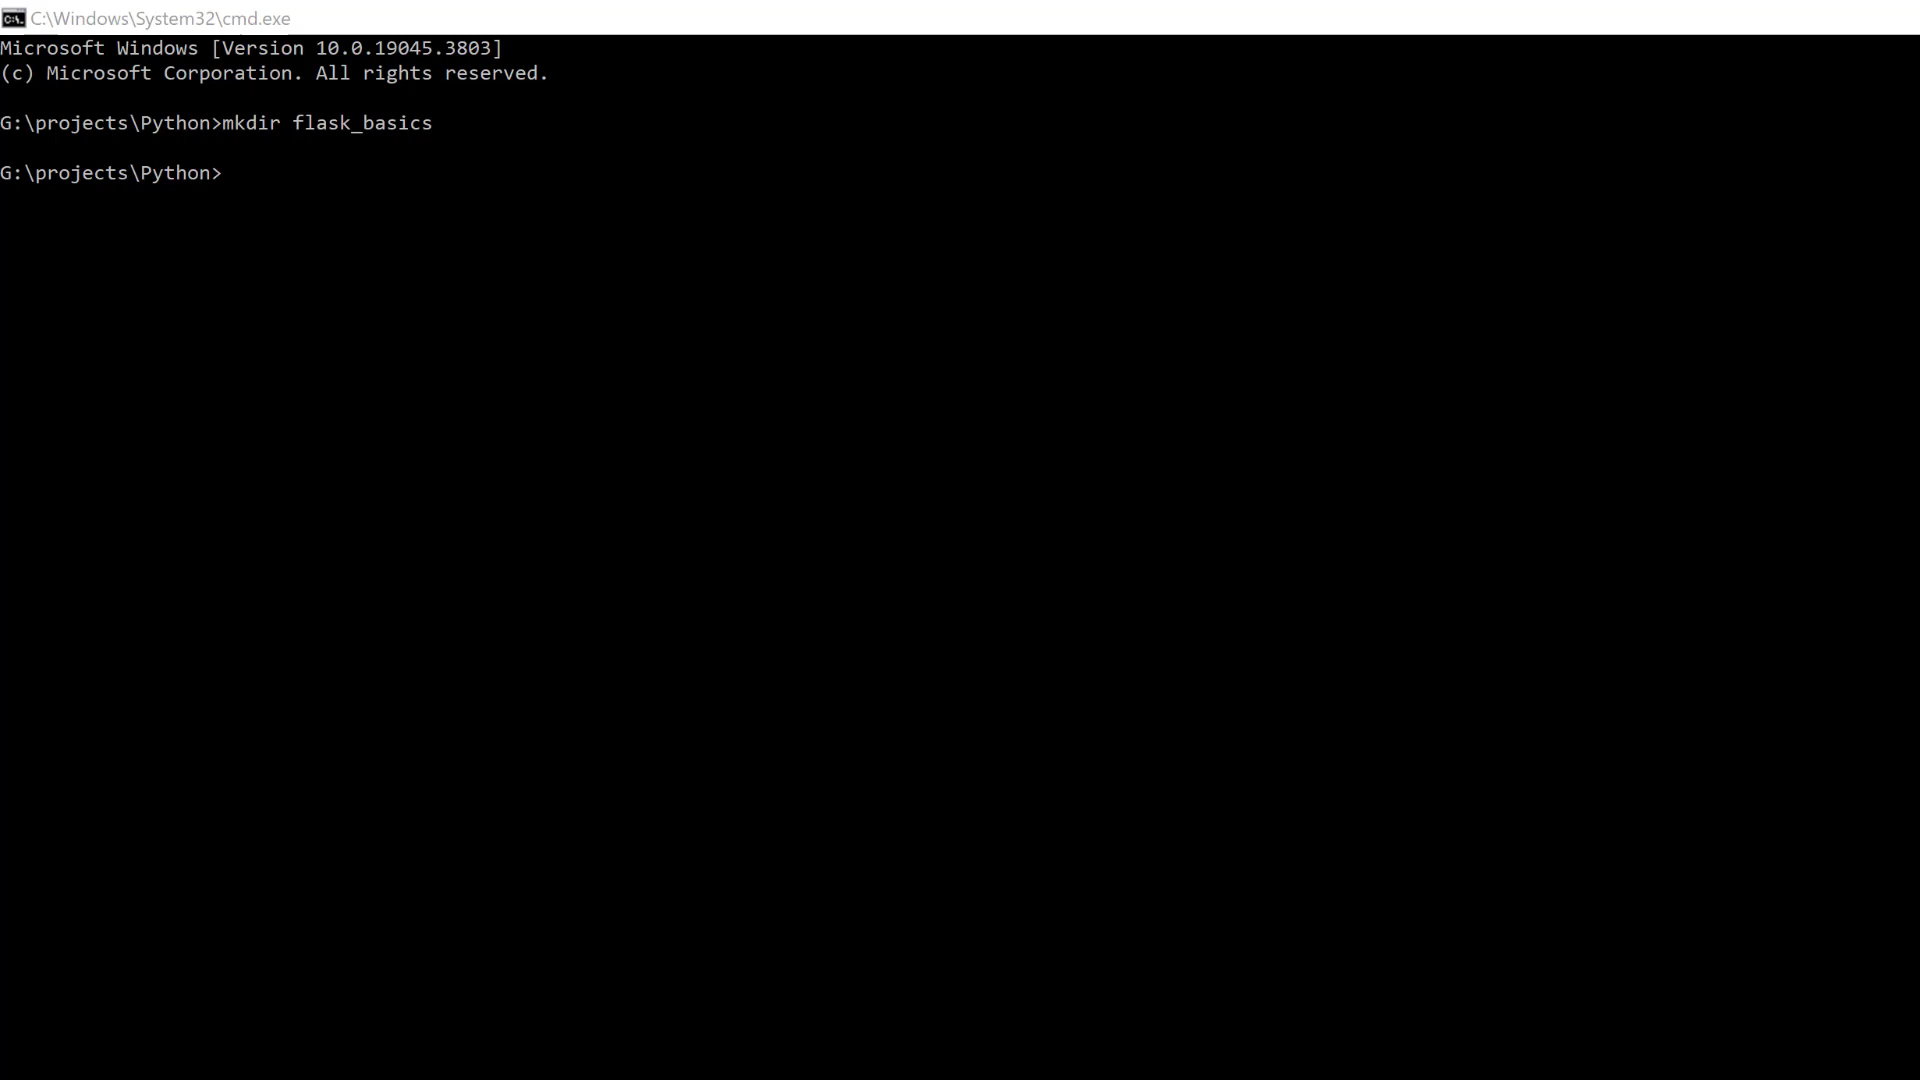 C:\Windows\System32\cmd.exe
Microsoft Windows [Version 10.0.19045.3803]
(c) Microsoft Corporation. All rights reserved.
G:\projects\Python>mkdir flask_basics
G:\projects\Python>